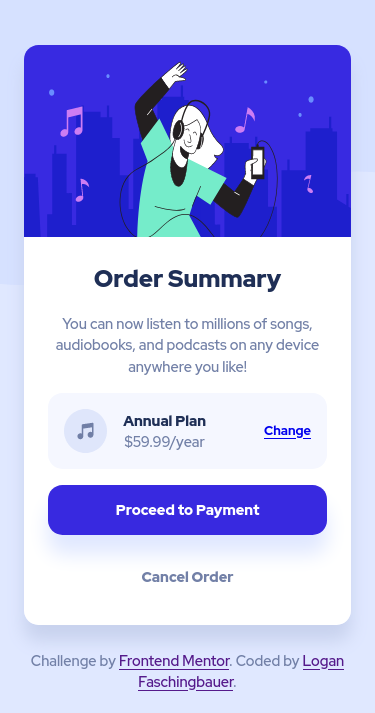 Order Summary
You can now listen to millions of songs,
audiobooks, and podcasts on any device
anywhere you like!
Annual Plan
$59.99/year
Change
Proceed to Payment
Cancel Order
Challenge by Frontend Mentor. Coded by Logan
Faschingbauer.